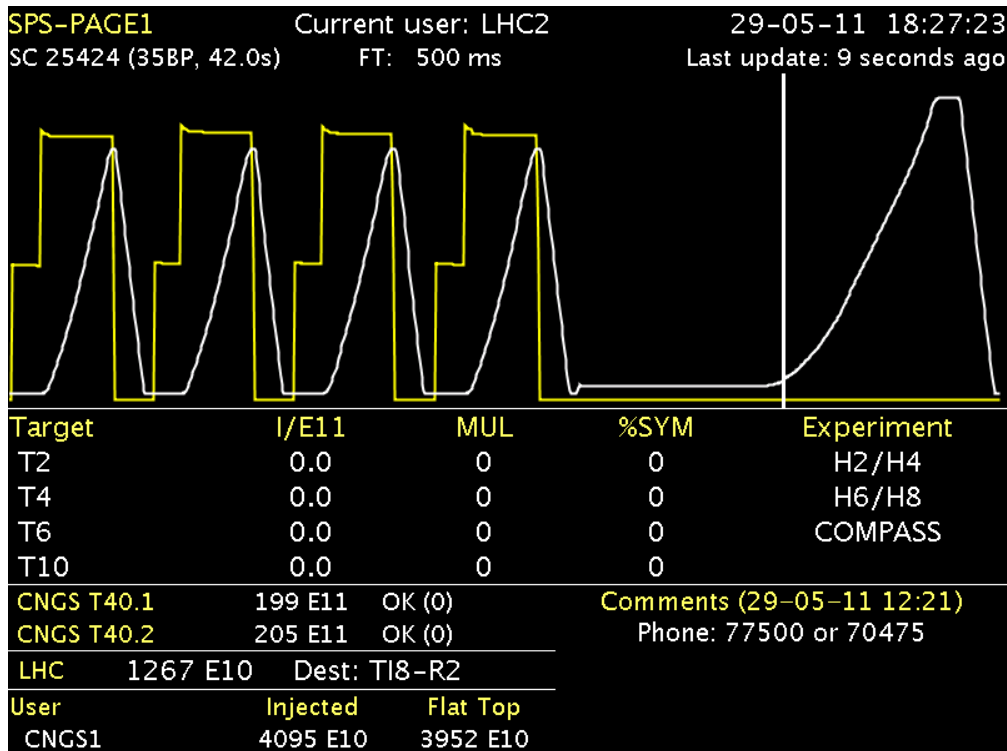 SPS-PAGE1 Current user: LHC2 29-05-11 18:27:23
SC 25424 (35BP, 42.0s) FT: 500 ms Last update: 9 seconds ago
Target I/E11 MUL %SYM Experiment
T2 0.0 0 0 H2/H4
T4 0.0 0 0 H6/H8
T6 0.0 0 0 COMPASS
T10 0.0 0 0
CNGS T40.1 199 E11 OK (0) Comments (29-05-11 12:21)
CNGS T40.2 205 E11 OK (0) Phone: 77500 or 70475
LHC 1267 E10 Dest: TI8-R2
User Injected Flat Top
CNGS1 4095 E10 3952 E10